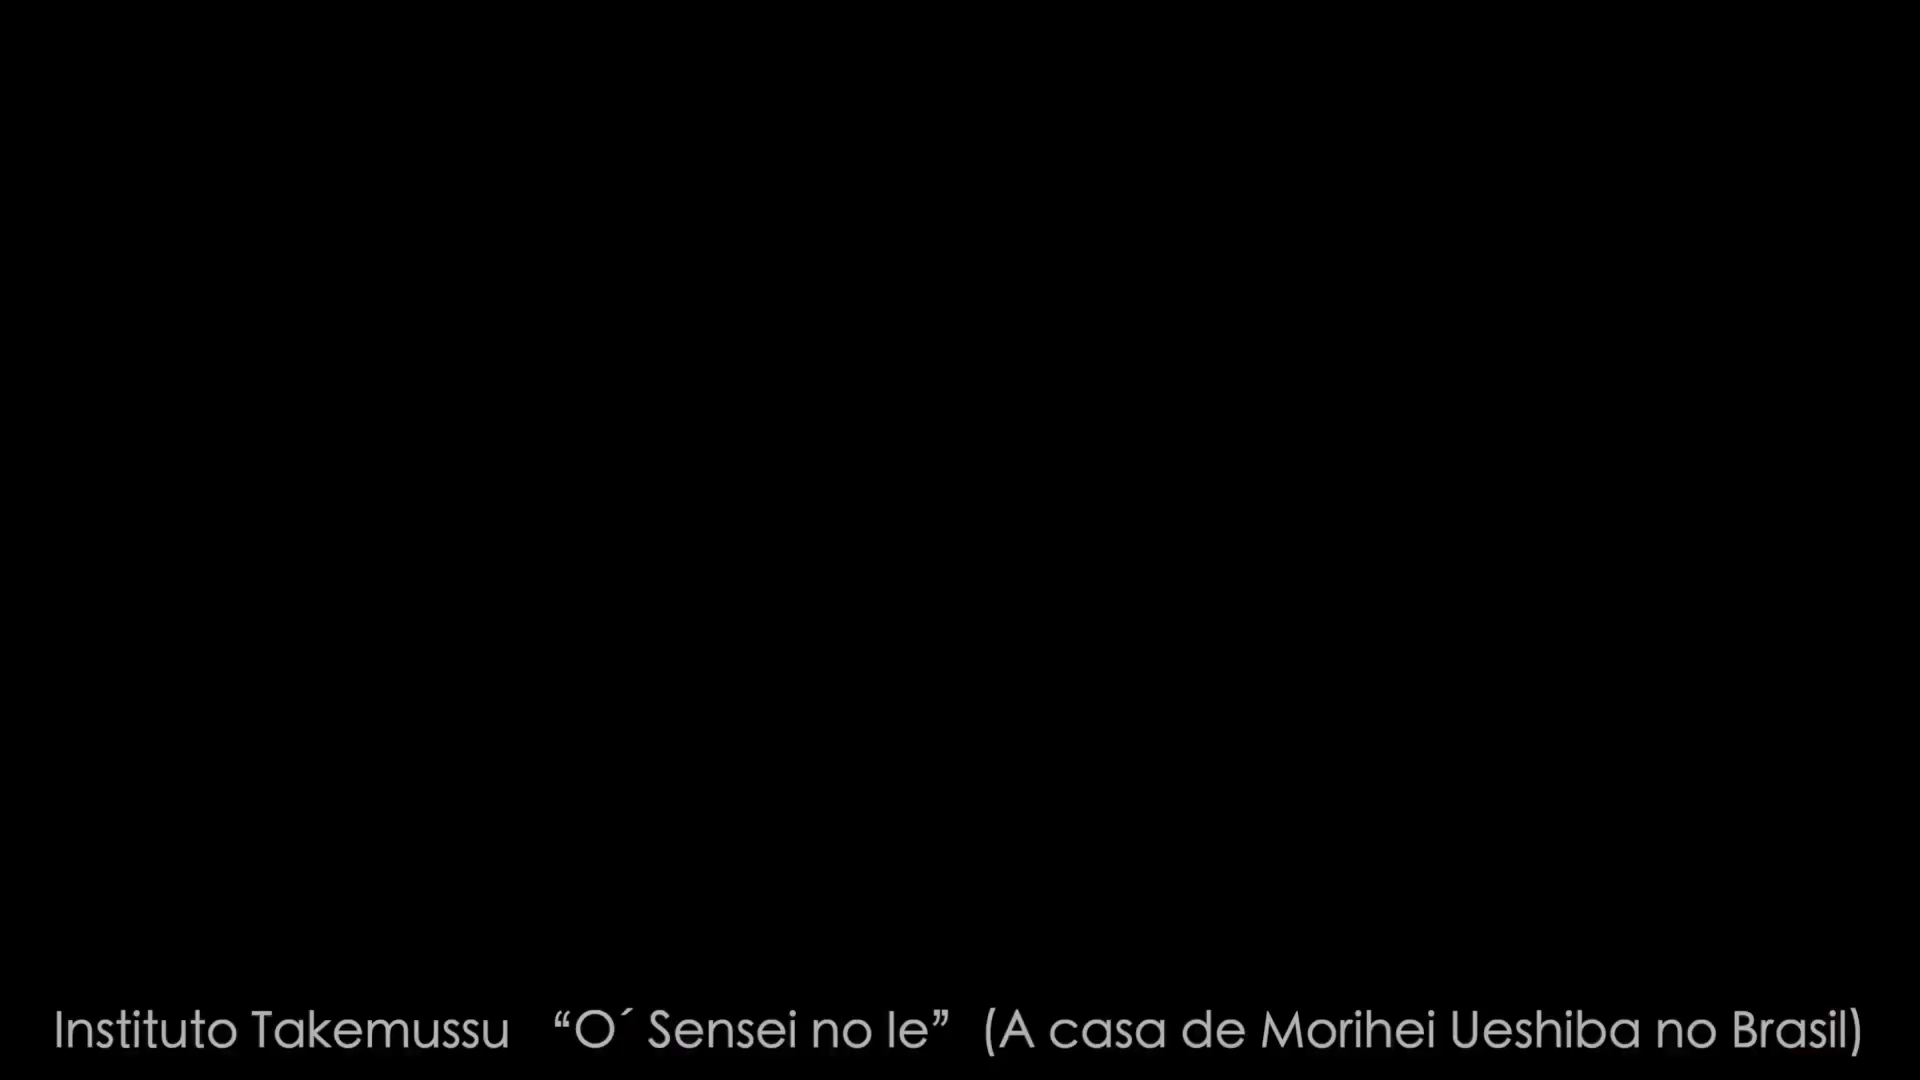 Instituto Takemussu “O´ Sensei no Ie” (A casa de Morihei Ueshiba no Brasil)